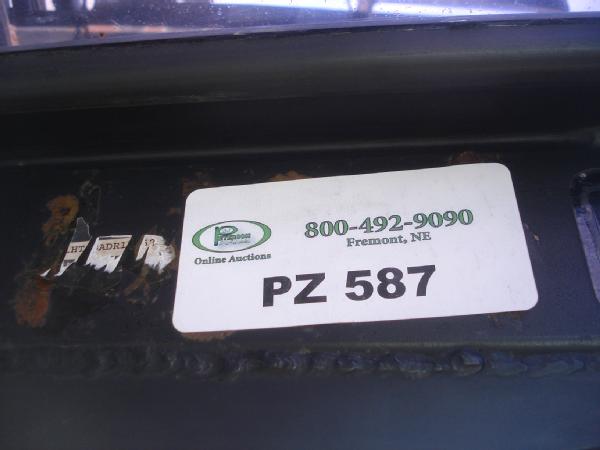 800-492-9090
Fremont, NE
Online Auctions
PZ 587